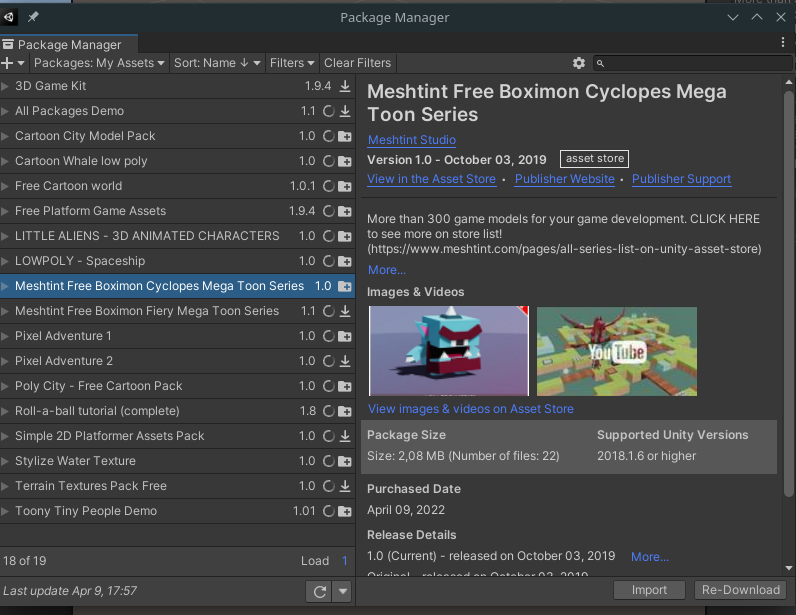 Package Manager
Package Manager
Packages: My Assets
Sort: Name ↓
Filters
Clear Filters
3D Game Kit 1.9.4
All Packages Demo 1.1
Cartoon City Model Pack 1.0
Cartoon Whale low poly 1.0
Free Cartoon world 1.0.1
Free Platform Game Assets 1.9.4
LITTLE ALIENS - 3D ANIMATED CHARACTERS 1.0
LOWPOLY - Spaceship 1.0
Meshtint Free Boximon Cyclopes Mega Toon Series 1.0
Meshtint Free Boximon Fiery Mega Toon Series 1.1
Pixel Adventure 1 1.0
Pixel Adventure 2 1.0
Poly City - Free Cartoon Pack 1.0
Roll-a-ball tutorial (complete) 1.8
Simple 2D Platformer Assets Pack 1.0
Stylize Water Texture 1.0
Terrain Textures Pack Free 1.0
Toony Tiny People Demo 1.01
18 of 19 Load 1
Last update Apr 9, 17:57
Meshtint Free Boximon Cyclopes Mega
Toon Series
Meshtint Studio
Version 1.0 - October 03, 2019 asset store
View in the Asset Store • Publisher Website • Publisher Support
More than 300 game models for your game development. CLICK HERE
to see more on store list!
(https://www.meshtint.com/pages/all-series-list-on-unity-asset-store)
More...
Images & Videos
YouTube
View images & videos on Asset Store
Package Size
Size: 2,08 MB (Number of files: 22)
Supported Unity Versions
2018.1.6 or higher
Purchased Date
April 09, 2022
Release Details
1.0 (Current) - released on October 03, 2019 More...
Original - released on October 03, 2019
Import
Re-Download